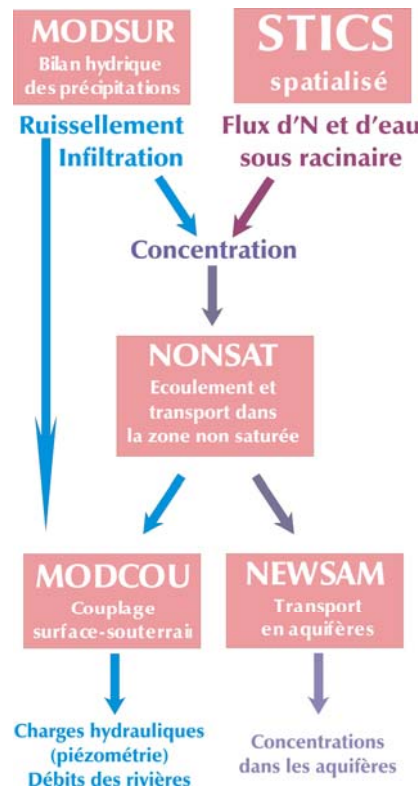 MODSUR
Bilan hydrique
des précipitations
STICS
spatialisé
Ruissellement
Infiltration
Flux d'N et d'eau
sous racinaire
Concentration
NONSAT
Ecoulement et
transport dans
la zone non saturée
MODCOU
Couplage
surface-souterrai
NEWSAM
Transport
en aquifères
Charges hydrauliques
(piézométrie)
Débits des rivières
Concentrations
dans les aquifères